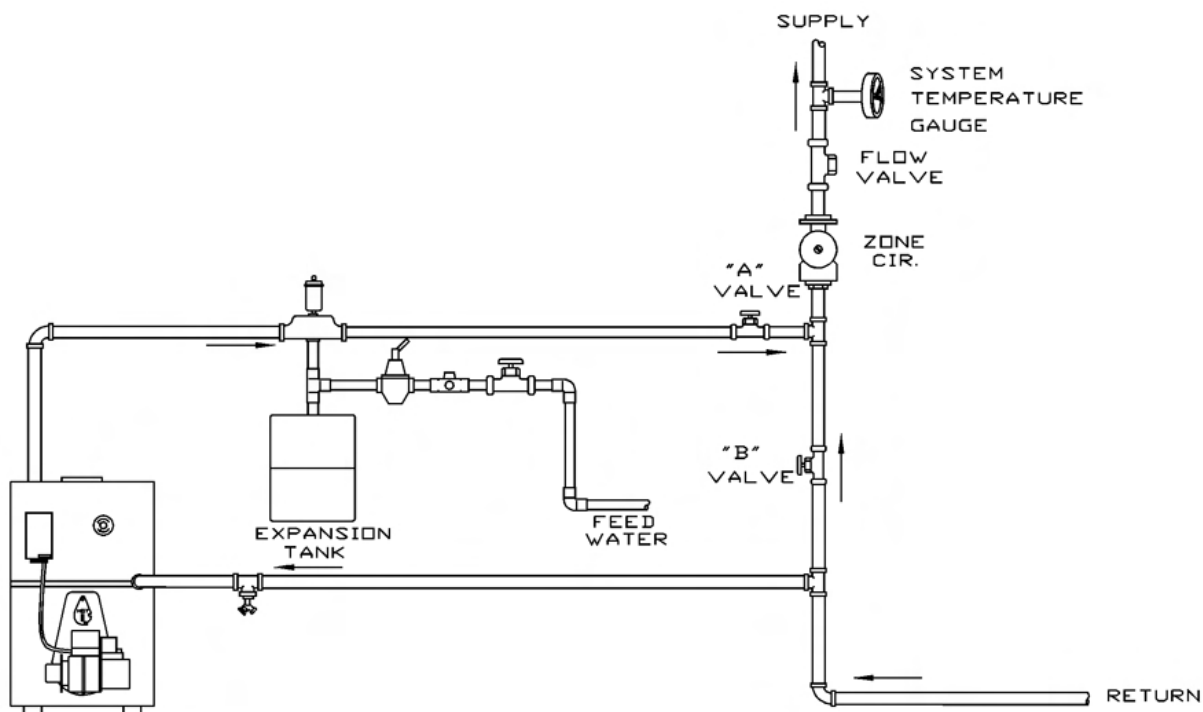 SUPPLY
SYSTEM
TEMPERATURE
GAUGE
FLOW
VALVE
ZONE
CIR.
"A"
VALVE
"B"
VALVE
EXPANSION
TANK
FEED
WATER
RETURN